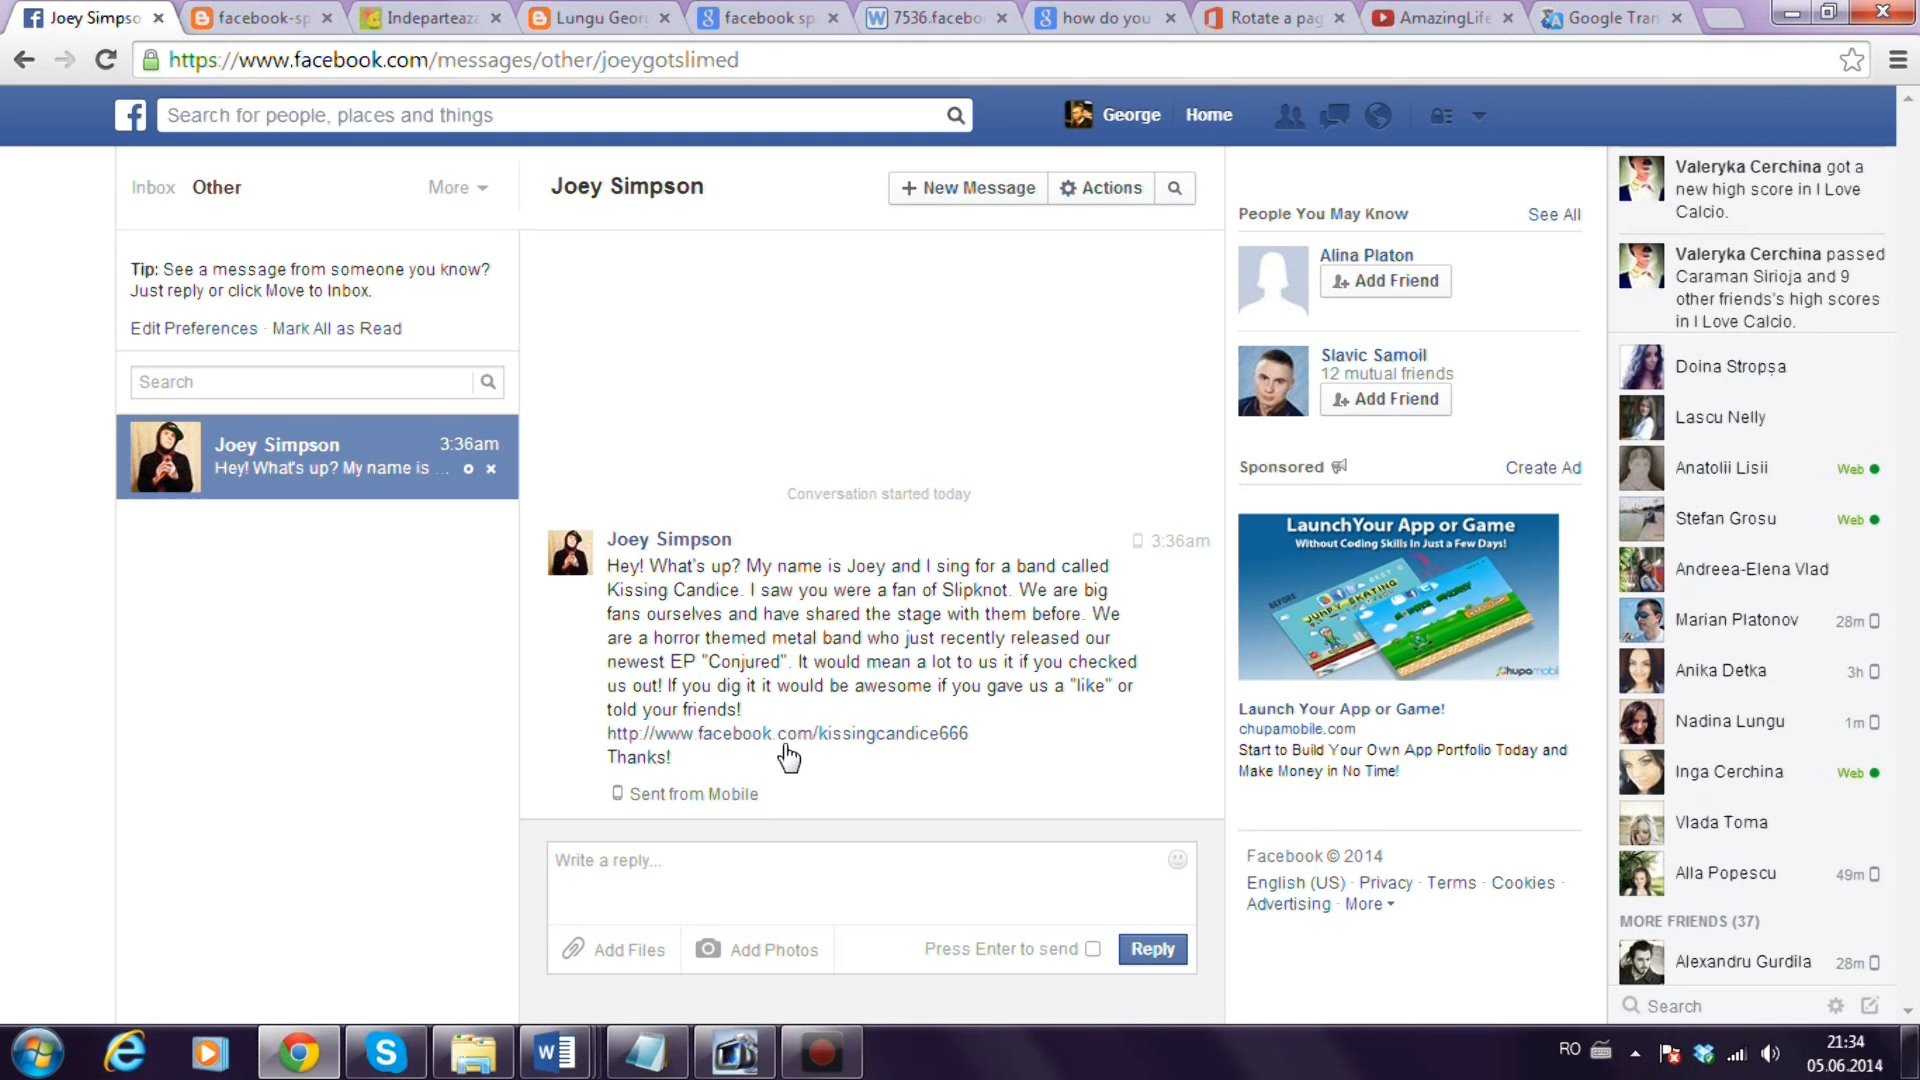 Joey Simpso
facebook-sp
Indeparteaza
Lungu Geor
facebook sp
7536.facebo
how do you
Rotate a pag
AmazingLife
Google Tran
https://www.facebook.com/messages/other/joeygotslimed
Search for people, places and things
George
Home
Inbox Other
More
Tip: See a message from someone you know?
Just reply or click Move to Inbox.
Edit Preferences · Mark All as Read
Search
Joey Simpson 3:36am
Hey! What's up? My name is ...
Joey Simpson
+ New Message
Actions
Conversation started today
Joey Simpson 3:36am
Hey! What's up? My name is Joey and I sing for a band called
Kissing Candice. I saw you were a fan of Slipknot. We are big
fans ourselves and have shared the stage with them before. We
are a horror themed metal band who just recently released our
newest EP "Conjured". It would mean a lot to us it if you checked
us out! If you dig it it would be awesome if you gave us a "like" or
told your friends!
http://www.facebook.com/kissingcandice666
Thanks!
Sent from Mobile
Write a reply...
Add Files
Add Photos
Press Enter to send
Reply
People You May Know See All
Alina Platon
Add Friend
Slavic Samoil
12 mutual friends
Add Friend
Sponsored Create Ad
Launch Your App or Game
Without Coding Skills In Just a Few Days!
BEFORE
JUMPY SKATING
chupamobil
Launch Your App or Game!
chupamobile.com
Start to Build Your Own App Portfolio Today and
Make Money in No Time!
Facebook © 2014
English (US) · Privacy · Terms · Cookies ·
Advertising · More
Valeryka Cerchina got a
new high score in I Love
Calcio.
Valeryka Cerchina passed
Caraman Sirioja and 9
other friends's high scores
in I Love Calcio.
Doina Stropșa
Lascu Nelly
Anatolii Lisii Web
Stefan Grosu Web
Andreea-Elena Vlad
Marian Platonov 28m
Anika Detka 3h
Nadina Lungu 1m
Inga Cerchina Web
Vlada Toma
Alla Popescu 49m
MORE FRIENDS (37)
Alexandru Gurdila 28m
Search
RO
21:34
05.06.2014